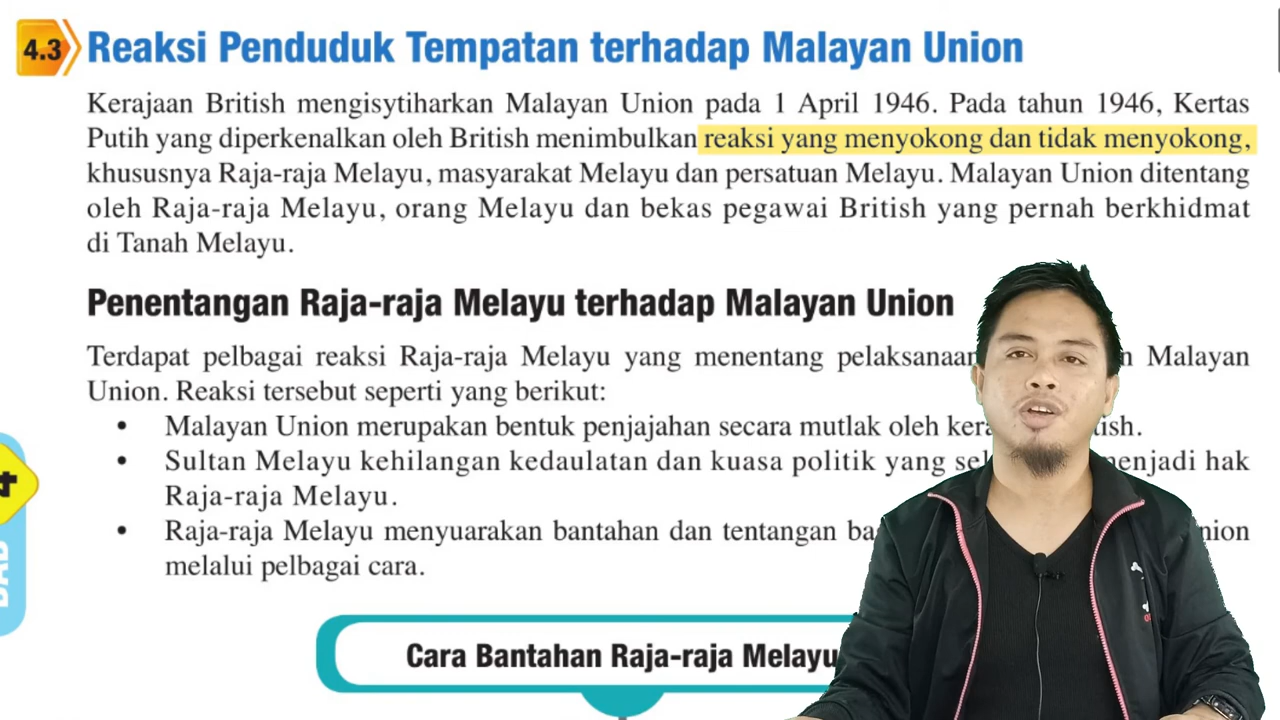 4.3 Reaksi Penduduk Tempatan terhadap Malayan Union
Kerajaan British mengisytiharkan Malayan Union pada 1 April 1946. Pada tahun 1946, Kertas
Putih yang diperkenalkan oleh British menimbulkan reaksi yang menyokong dan tidak menyokong,
khususnya Raja-raja Melayu, masyarakat Melayu dan persatuan Melayu. Malayan Union ditentang
oleh Raja-raja Melayu, orang Melayu dan bekas pegawai British yang pernah berkhidmat
di Tanah Melayu.
Penentangan Raja-raja Melayu terhadap Malayan Union
Terdapat pelbagai reaksi Raja-raja Melayu yang menentang pelaksanaan Malayan
Union. Reaksi tersebut seperti yang berikut:
• Malayan Union merupakan bentuk penjajahan secara mutlak oleh
• Sultan Melayu kehilangan kedaulatan dan kuasa politik yang menjadi hak
Raja-raja Melayu.
• Raja-raja Melayu menyuarakan bantahan dan tentangan
melalui pelbagai cara.
4
BAB
Cara Bantahan Raja-raja Melayu